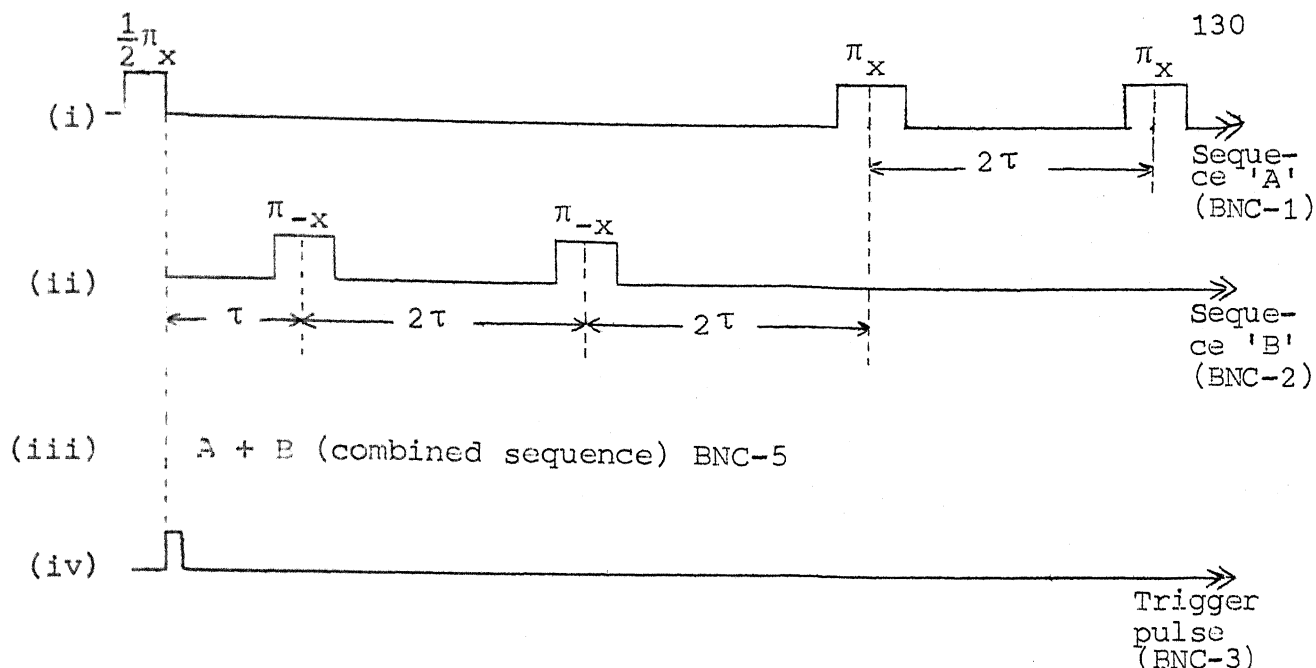 130
½π_x
π_x
π_x
(i)
2τ
Seque-
ce 'A'
(BNC-1)
π_-x
π_-x
(ii)
τ
2τ
2τ
Seque-
ce 'B'
(BNC-2)
(iii) A + B (combined sequence) BNC-5
(iv)
Trigger
pulse
(BNC-3)